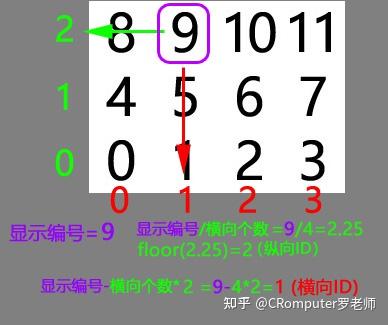 2 8 9 10 11
1 4 5 6 7
0 0 1 2 3
0 1 2 3
显示编号=9 显示编号/横向个数=9/4=2.25
floor(2.25)=2 (纵向ID)
显示编号-横向个数*2 =9-4*2=1 (横向ID)
知乎 @CRomputer罗老师